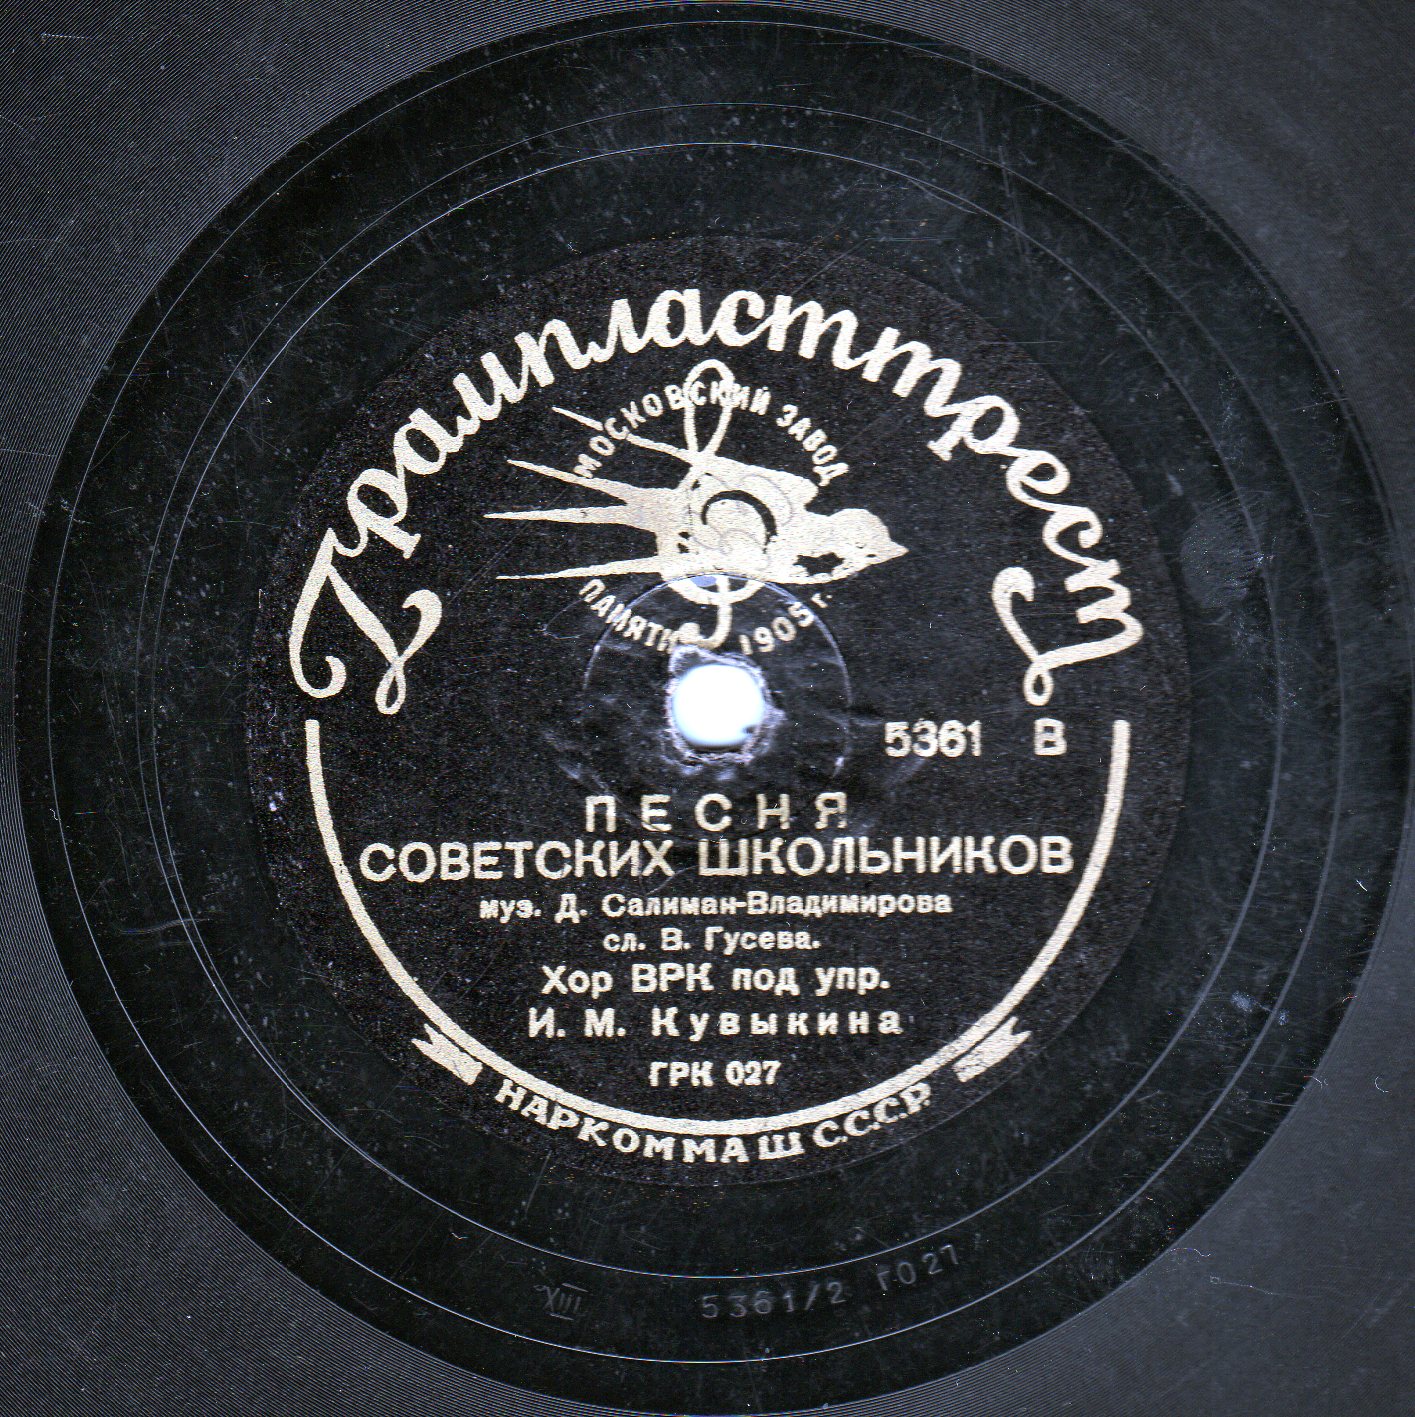 Грампласттрест
МОСКОВСКИЙ ЗАВОД
ПАМЯТИ 1905 г.
5361 В
ПЕСНЯ
СОВЕТСКИХ ШКОЛЬНИКОВ
муз. Д. Салиман-Владимирова
сл. В. Гусева.
Хор ВРК под упр.
И. М. Кувыкина
ГРК 027
НАРКОММАШ С.С.С.Р.
XIII 5361/2 Г027